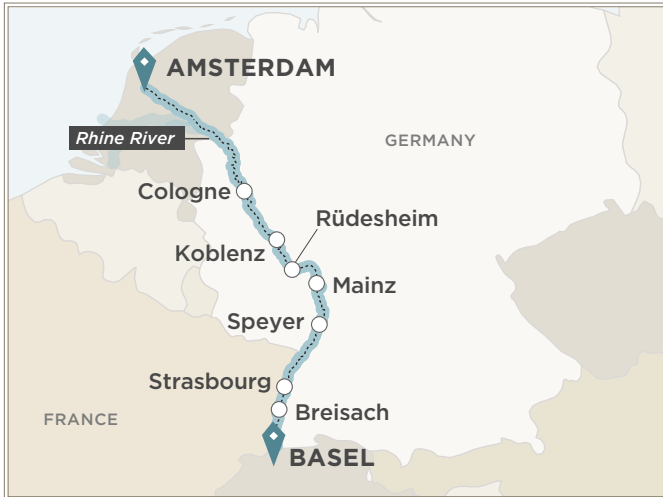 AMSTERDAM
Rhine River
GERMANY
Cologne
Rüdesheim
Koblenz
Mainz
Speyer
Strasbourg
Breisach
FRANCE
BASEL